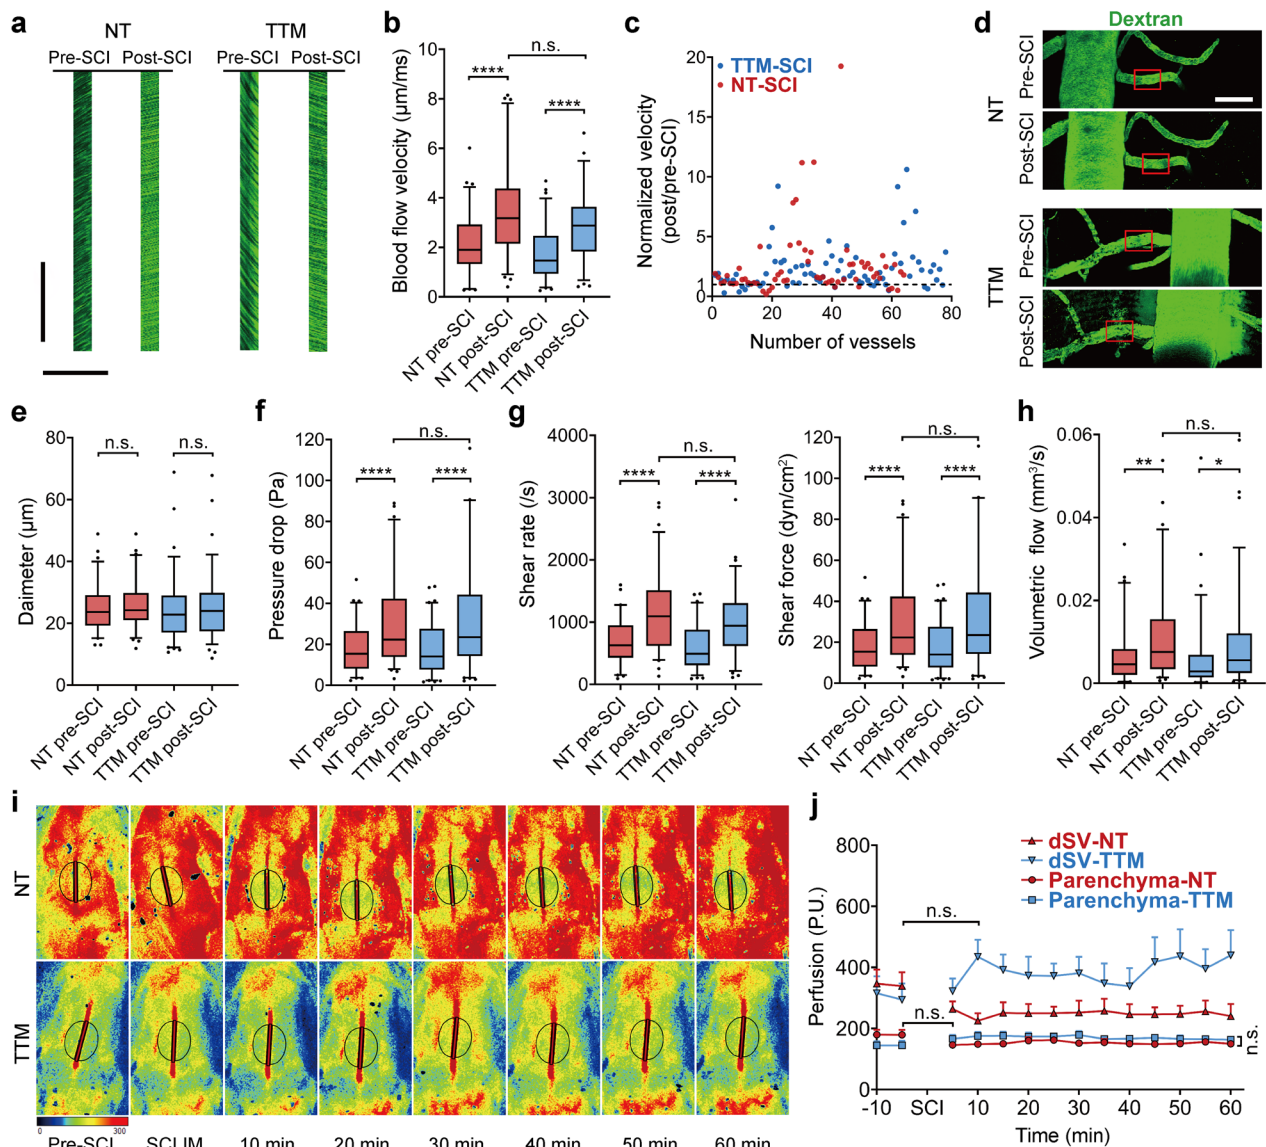 a
NT
TTM
Pre-SCI Post-SCI
Pre-SCI Post-SCI
b
Blood flow velocity (μm/ms)
10
8
6
4
2
0
n.s.
****
****
NT pre-SCI
NT post-SCI
TTM pre-SCI
TTM post-SCI
c
Normalized velocity
(post/pre-SCI)
20
15
10
5
1
0
TTM-SCI
NT-SCI
0 20 40 60 80
Number of vessels
d
Dextran
NT
Pre-SCI
Post-SCI
TTM
Pre-SCI
Post-SCI
e
Daimeter (μm)
80
60
40
20
0
n.s.
n.s.
NT pre-SCI
NT post-SCI
TTM pre-SCI
TTM post-SCI
f
Pressure drop (Pa)
120
100
80
60
40
20
0
n.s.
****
****
NT pre-SCI
NT post-SCI
TTM pre-SCI
TTM post-SCI
g
Shear rate (/s)
4000
3000
2000
1000
0
n.s.
****
****
NT pre-SCI
NT post-SCI
TTM pre-SCI
TTM post-SCI
Shear force (dyn/cm²)
120
100
80
60
40
20
0
n.s.
****
****
NT pre-SCI
NT post-SCI
TTM pre-SCI
TTM post-SCI
h
Volumetric flow (mm³/s)
0.06
0.04
0.02
0
n.s.
**
*
NT pre-SCI
NT post-SCI
TTM pre-SCI
TTM post-SCI
i
NT
TTM
0 300
Pre-SCI SCI IM 10 min 20 min 30 min 40 min 50 min 60 min
j
Perfusion (P.U.)
800
600
400
200
0
dSV-NT
dSV-TTM
Parenchyma-NT
Parenchyma-TTM
n.s.
n.s.
n.s.
-10 SCI 10 20 30 40 50 60
Time (min)